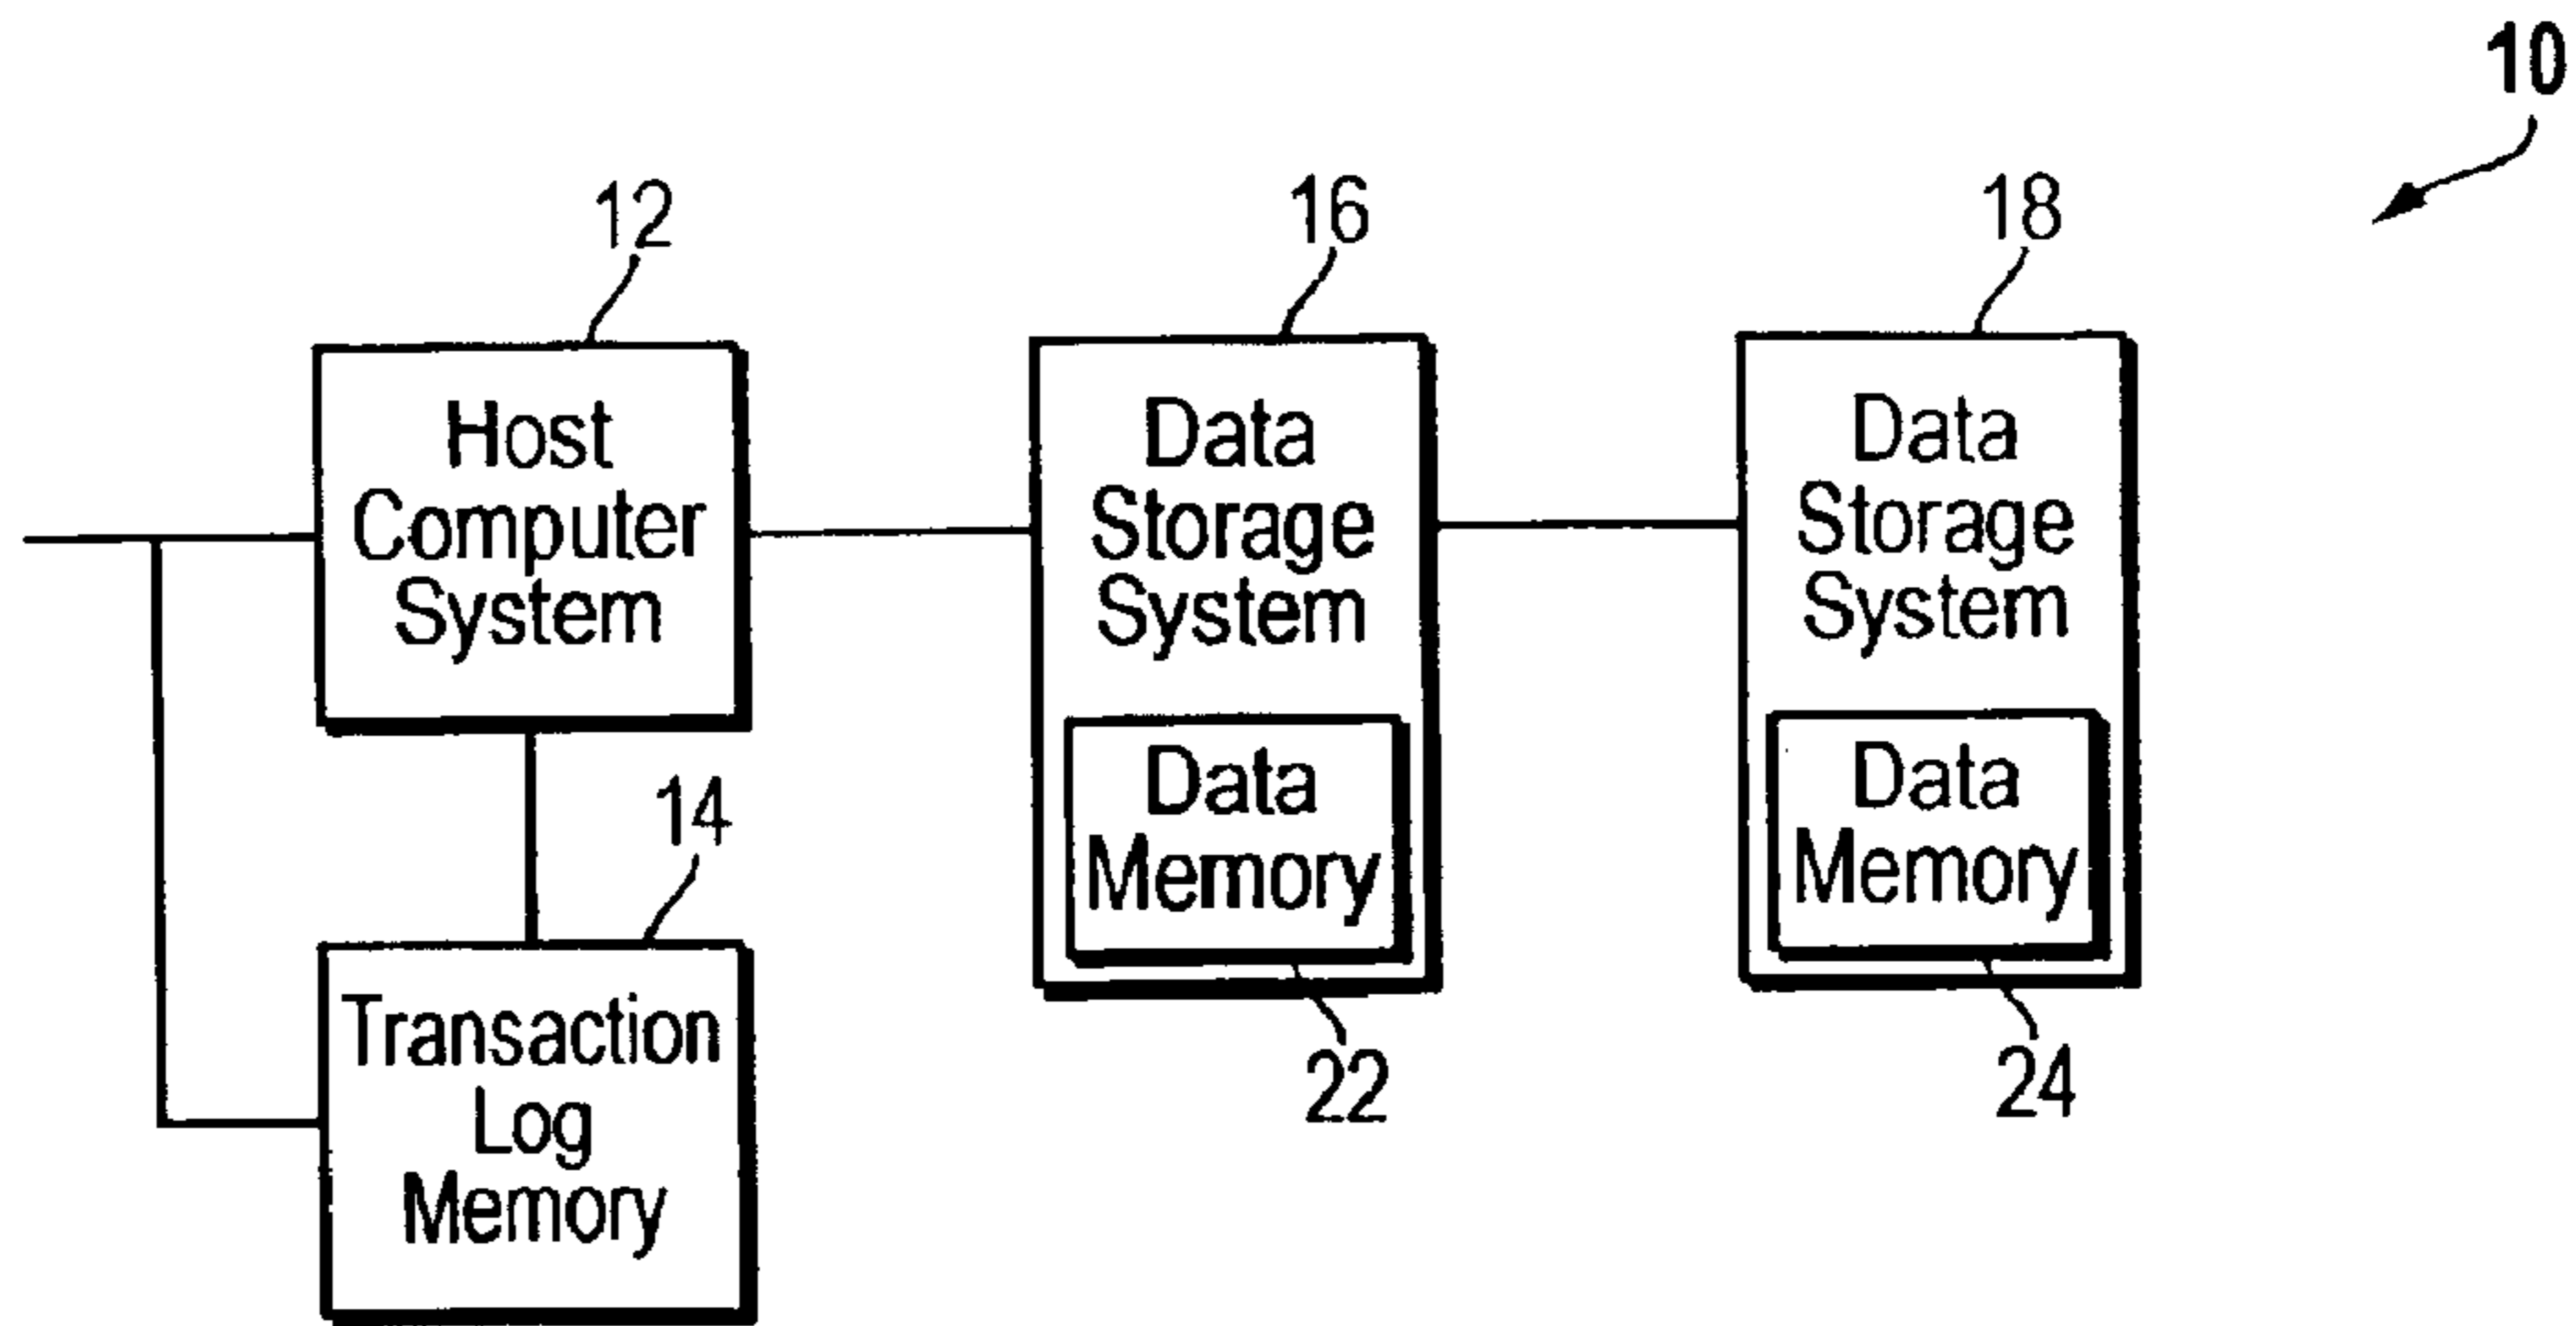 10
12
16
18
Host
Computer
System
Data
Storage
System
Data
Storage
System
Data
Memory
Data
Memory
14
Transaction
Log
Memory
22
24